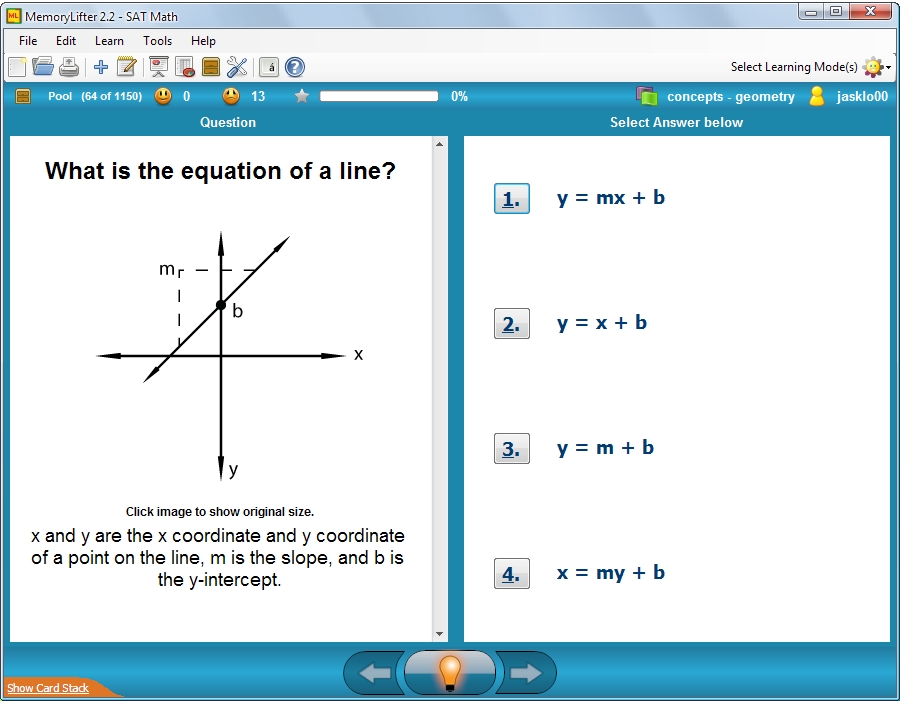 ML MemoryLifter 2.2 - SAT Math
File Edit Learn Tools Help
á ? Select Learning Mode(s)
Pool (64 of 1150) 0 13 0% concepts - geometry jasklo00
Question
Select Answer below
What is the equation of a line?
m
b
x
y
Click image to show original size.
x and y are the x coordinate and y coordinate
of a point on the line, m is the slope, and b is
the y-intercept.
1. y = mx + b
2. y = x + b
3. y = m + b
4. x = my + b
Show Card Stack